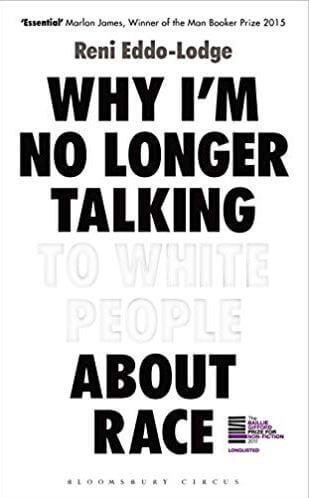 'Essential' Marlon James, Winner of the Man Booker Prize 2015
Reni Eddo-Lodge
WHY I'M
NO LONGER
TALKING
TO WHITE
PEOPLE
ABOUT
RACE
The
BAILLIE
GIFFORD
PRIZE FOR
NON-FICTION
2017
LONGLISTED
BLOOMSBURY CIRCUS